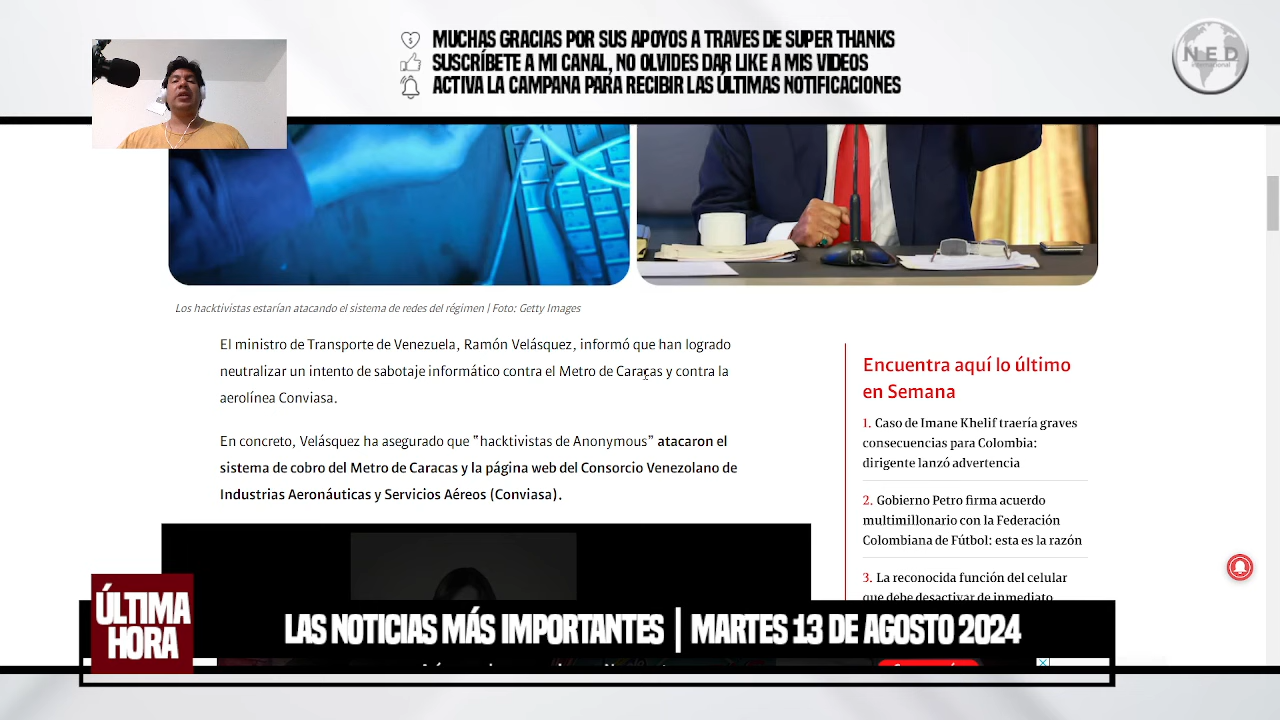 MUCHAS GRACIAS POR SUS APOYOS A TRAVES DE SUPER THANKS
SUSCRÍBETE A MI CANAL, NO OLVIDES DAR LIKE A MIS VIDEOS
ACTIVA LA CAMPANA PARA RECIBIR LAS ÚLTIMAS NOTIFICACIONES
N.E.D
international
Los hacktivistas estarían atacando el sistema de redes del régimen | Foto: Getty Images
El ministro de Transporte de Venezuela, Ramón Velásquez, informó que han logrado
neutralizar un intento de sabotaje informático contra el Metro de Caracas y contra la
aerolínea Conviasa.
En concreto, Velásquez ha asegurado que "hacktivistas de Anonymous" atacaron el
sistema de cobro del Metro de Caracas y la página web del Consorcio Venezolano de
Industrias Aeronáuticas y Servicios Aéreos (Conviasa).
Encuentra aquí lo último
en Semana
1. Caso de Imane Khelif traería graves
consecuencias para Colombia:
dirigente lanzó advertencia
2. Gobierno Petro firma acuerdo
multimillonario con la Federación
Colombiana de Fútbol: esta es la razón
3. La reconocida función del celular
que debe desactivar de inmediato
ÚLTIMA
HORA
LAS NOTICIAS MÁS IMPORTANTES | MARTES 13 DE AGOSTO 2024